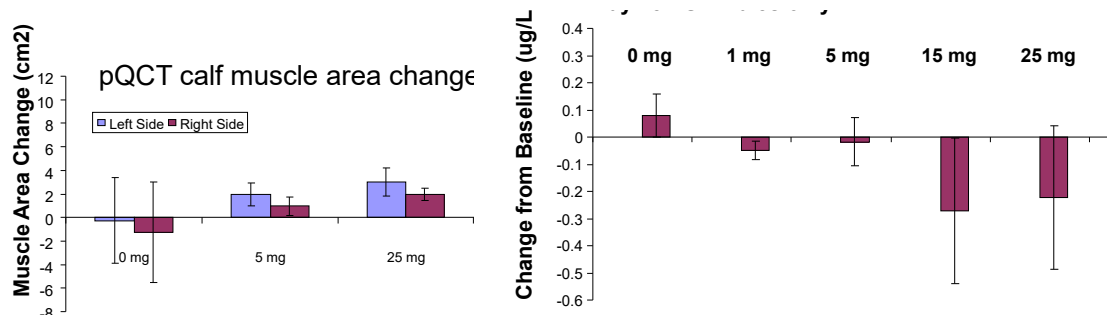 pQCT calf muscle area change
Muscle Area Change (cm2)
12
10
8
6
4
2
0
-2
-4
-6
-8
Left Side
Right Side
0 mg
5 mg
25 mg
Change from Baseline (ug/L
0.4
0.3
0.2
0.1
0
-0.1
-0.2
-0.3
-0.4
-0.5
-0.6
0 mg
1 mg
5 mg
15 mg
25 mg